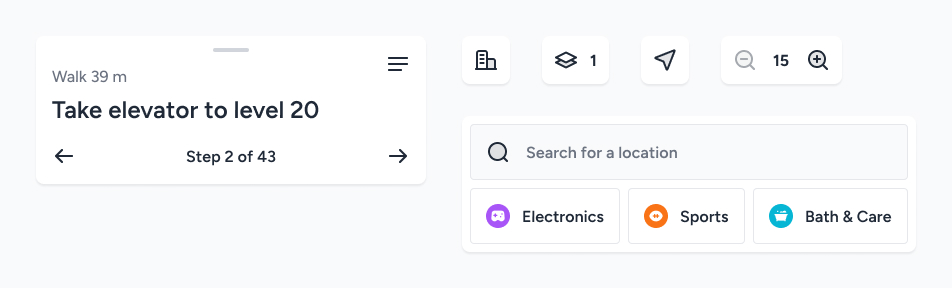 Walk 39 m
Take elevator to level 20
Step 2 of 43
1
15
Search for a location
Electronics
Sports
Bath & Care